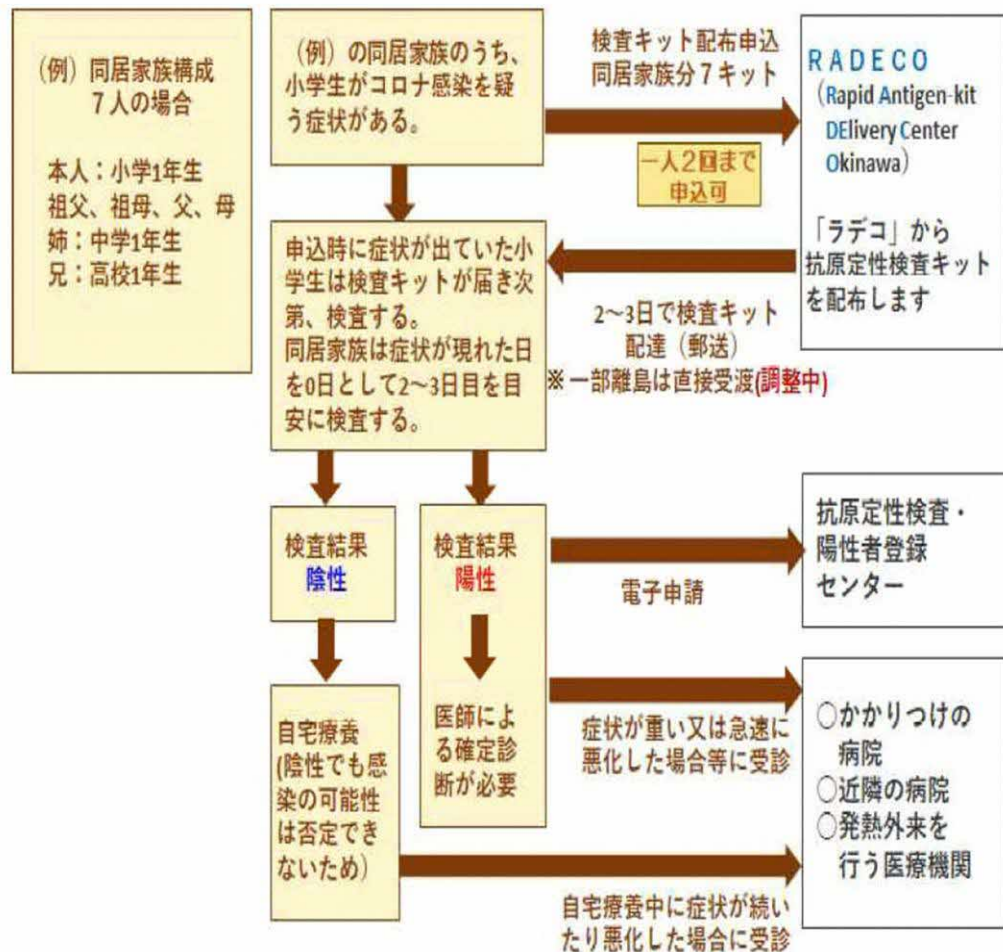 (例)同居家族構成
7人の場合
本人：小学1年生
祖父、祖母、父、母
姉：中学1年生
兄：高校1年生
(例)の同居家族のうち、
小学生がコロナ感染を疑
う症状がある。
検査キット配布申込
同居家族分7キット
一人2回まで
申込可
RADECO
(Rapid Antigen-kit
DElivery Center
Okinawa)
「ラデコ」から
抗原定性検査キット
を配布します
申込時に症状が出ていた小
学生は検査キットが届き次
第、検査する。
同居家族は症状が現れた日
を0日として2～3日目を目
安に検査する。
2～3日で検査キット
配達（郵送）
※一部離島は直接受渡(調整中)
検査結果
陰性
検査結果
陽性
電子申請
抗原定性検査・
陽性者登録
センター
自宅療養
(陰性でも感
染の可能性
は否定でき
ないため)
医師によ
る確定診
断が必要
症状が重い又は急速に
悪化した場合等に受診
○かかりつけの
病院
○近隣の病院
○発熱外来を
行う医療機関
自宅療養中に症状が続い
たり悪化した場合に受診